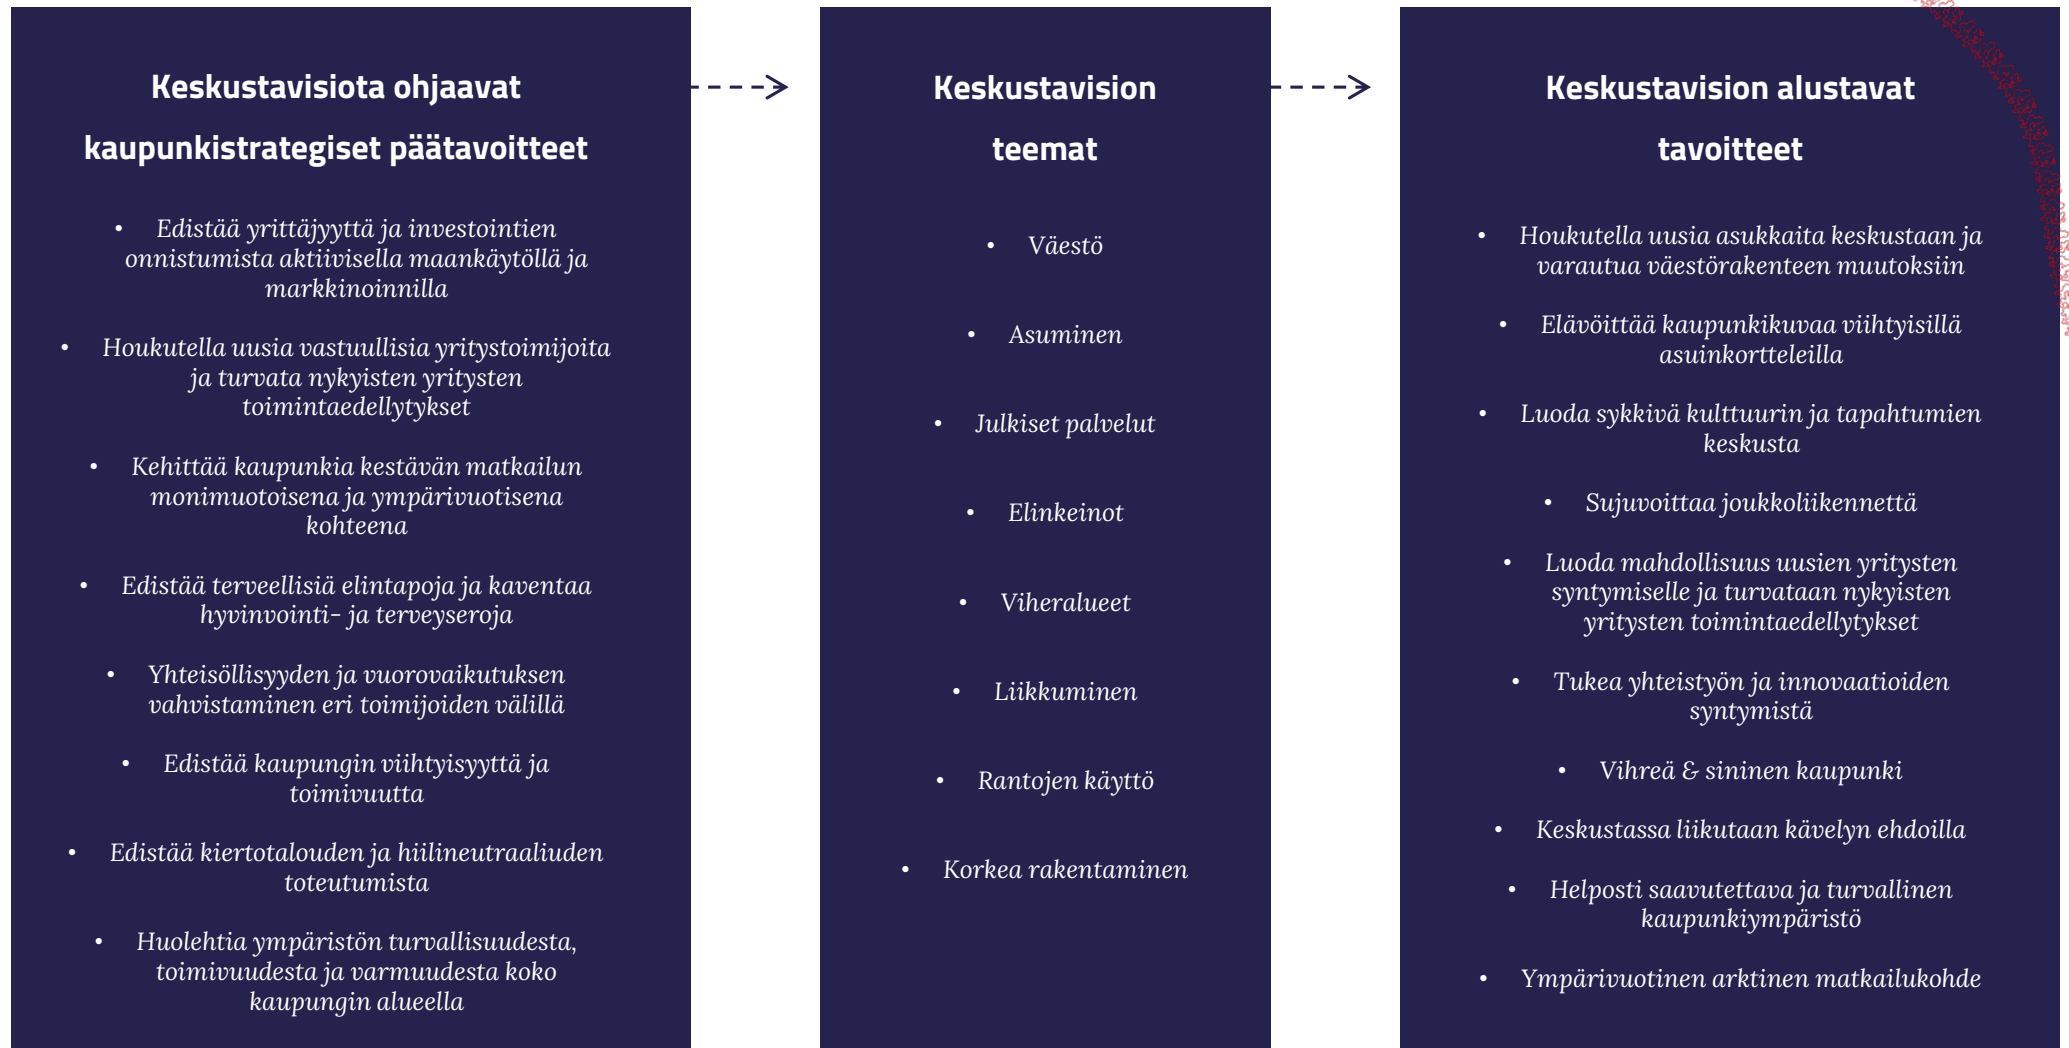 Keskustavisiota ohjaavat
kaupunkistrategiset päätavoitteet
• Edistää yrittäjyyttä ja investointien
onnistumista aktiivisella maankäytöllä ja
markkinoinnilla
• Houkutella uusia vastuullisia yritystoimijoita
ja turvata nykyisten yritysten
toimintaedellytykset
• Kehittää kaupunkia kestävän matkailun
monimuotoisena ja ympärivuotisena
kohteena
• Edistää terveellisiä elintapoja ja kaventaa
hyvinvointi- ja terveyseroja
• Yhteisöllisyyden ja vuorovaikutuksen
vahvistaminen eri toimijoiden välillä
• Edistää kaupungin viihtyisyyttä ja
toimivuutta
• Edistää kiertotalouden ja hiilineutraaliuden
toteutumista
• Huolehtia ympäristön turvallisuudesta,
toimivuudesta ja varmuudesta koko
kaupungin alueella
Keskustavision
teemat
• Väestö
• Asuminen
• Julkiset palvelut
• Elinkeinot
• Viheralueet
• Liikkuminen
• Rantojen käyttö
• Korkea rakentaminen
Keskustavision alustavat
tavoitteet
• Houkutella uusia asukkaita keskustaan ja
varautua väestörakenteen muutoksiin
• Elävöittää kaupunkikuvaa viihtyisillä
asuinkortteleilla
• Luoda sykkivä kulttuurin ja tapahtumien
keskusta
• Sujuvoittaa joukkoliikennettä
• Luoda mahdollisuus uusien yritysten
syntymiselle ja turvataan nykyisten
yritysten toimintaedellytykset
• Tukea yhteistyön ja innovaatioiden
syntymistä
• Vihreä & sininen kaupunki
• Keskustassa liikutaan kävelyn ehdoilla
• Helposti saavutettava ja turvallinen
kaupunkiympäristö
• Ympärivuotinen arktinen matkailukohde